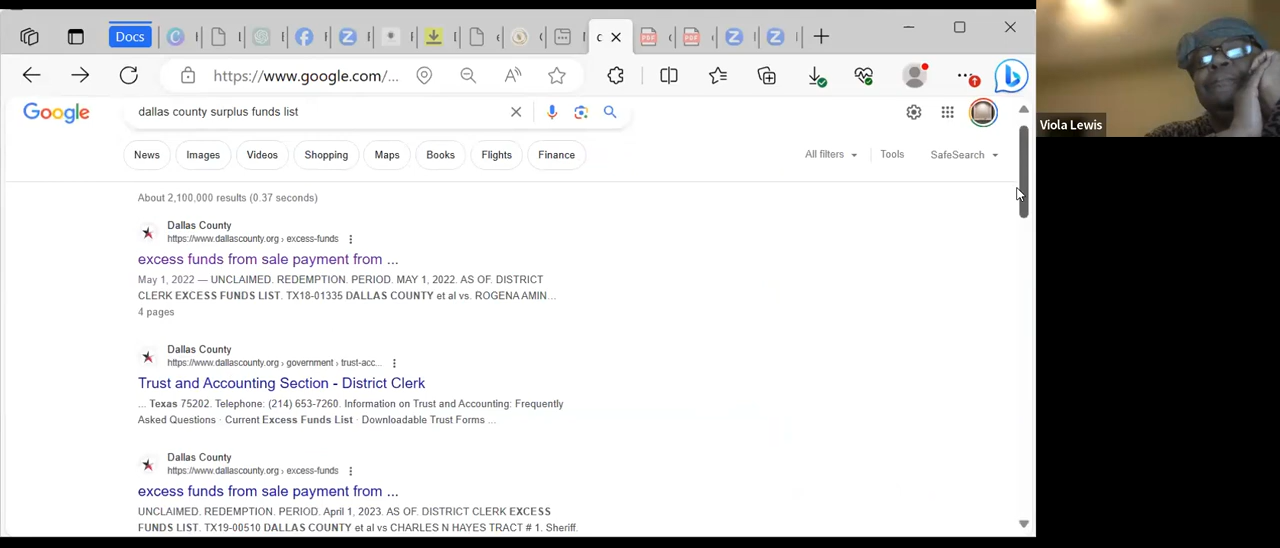 Docs
https://www.google.com/...
Google
dallas county surplus funds list
News
Images
Videos
Shopping
Maps
Books
Flights
Finance
All filters
Tools
SafeSearch
About 2,100,000 results (0.37 seconds)
Dallas County
https://www.dallascounty.org › excess-funds
excess funds from sale payment from ...
May 1, 2022 — UNCLAIMED. REDEMPTION. PERIOD. MAY 1, 2022. AS OF. DISTRICT
CLERK EXCESS FUNDS LIST. TX18-01335 DALLAS COUNTY et al vs. ROGENA AMIN...
4 pages
Dallas County
https://www.dallascounty.org › government › trust-acc...
Trust and Accounting Section - District Clerk
... Texas 75202. Telephone: (214) 653-7260. Information on Trust and Accounting: Frequently
Asked Questions · Current Excess Funds List · Downloadable Trust Forms ...
Dallas County
https://www.dallascounty.org › excess-funds
excess funds from sale payment from ...
UNCLAIMED. REDEMPTION. PERIOD. April 1, 2023. AS OF. DISTRICT CLERK EXCESS
FUNDS LIST. TX19-00510 DALLAS COUNTY et al vs CHARLES N HAYES TRACT # 1. Sheriff.
Viola Lewis